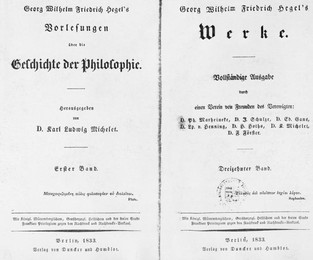 Georg Wilhelm Friedrich Hegel's
Vorlesungen
über die
Geschichte der Philosophie.
Herausgegeben
von
D. Karl Ludwig Michelet.
Erster Band.
Berlin, 1833.
Verlag von Duncker und Humblot.
Georg Wilhelm Friedrich Hegel's
Werke.
Vollständige Ausgabe
durch
einen Verein von Freunden des Verewigten:
D. Ph. Marheineke, D. J. Schulze, D. Ed. Gans,
D. Lp. v. Henning, D. H. Hotho, D. K. Michelet,
D. F. Förster.
Dreizehnter Band.
Sophocles.
Berlin, 1833.
Verlag von Duncker und Humblot.